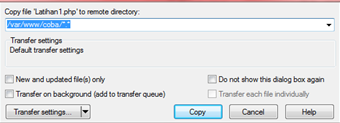 Copy file 'Latihan1.php' to remote directory:
/var/www/coba/*.*
Transfer settings
Default transfer settings
New and updated file(s) only
Do not show this dialog box again
Transfer on background (add to transfer queue)
Transfer each file individually
Transfer settings...
Copy
Cancel
Help